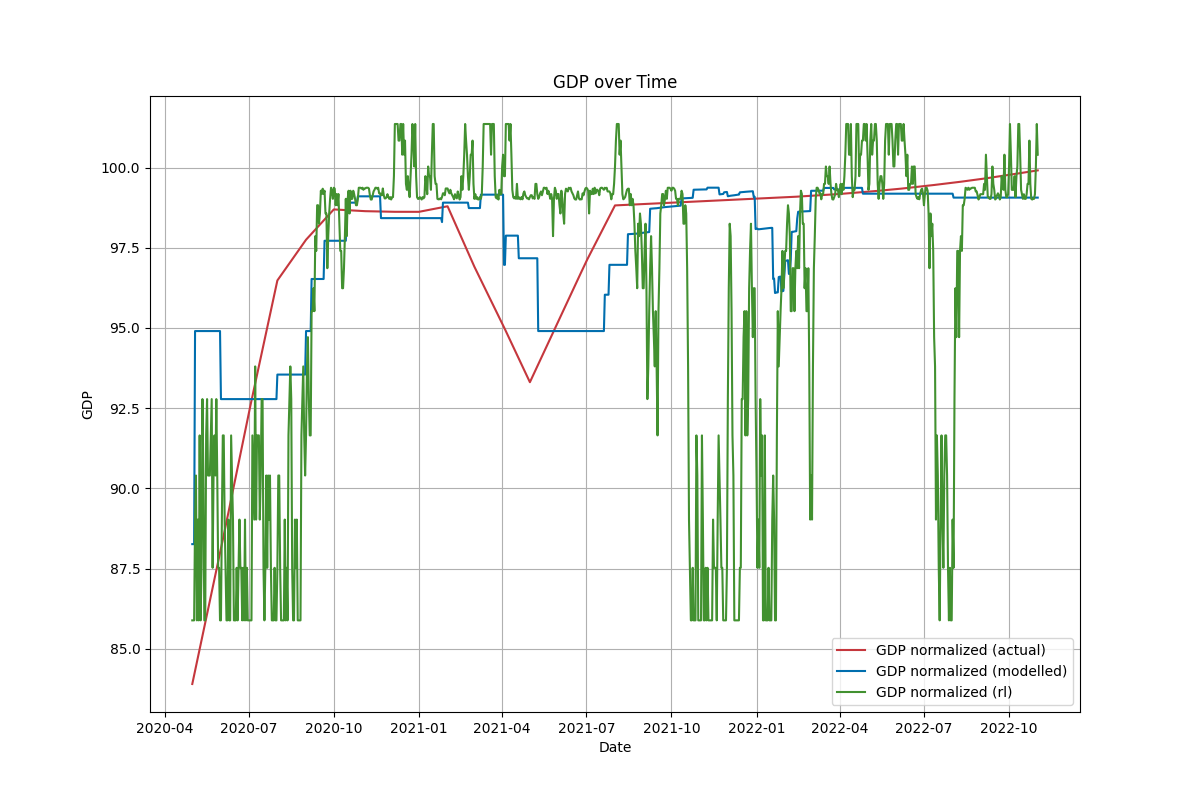 GDP over Time
GDP
100.0
97.5
95.0
92.5
90.0
87.5
85.0
GDP normalized (actual)
GDP normalized (modelled)
GDP normalized (rl)
2020-04 2020-07 2020-10 2021-01 2021-04 2021-07 2021-10 2022-01 2022-04 2022-07 2022-10
Date